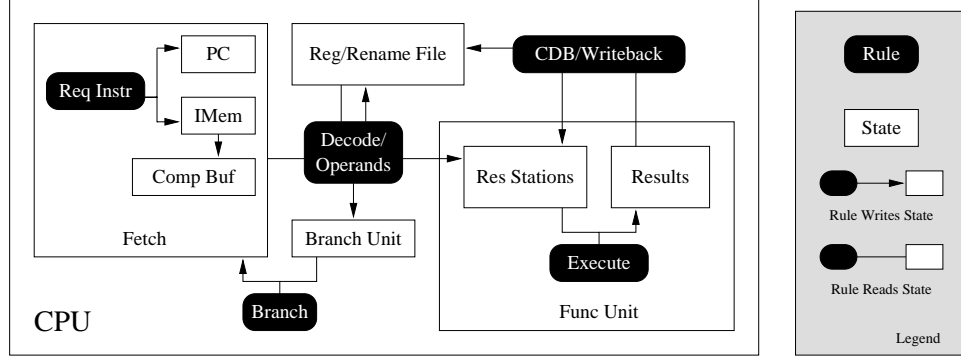 PC
Req Instr
IMem
Comp Buf
Fetch
Reg/Rename File
CDB/Writeback
Decode/
Operands
Res Stations
Results
Branch Unit
Execute
Branch
Func Unit
CPU
Rule
State
Rule Writes State
Rule Reads State
Legend